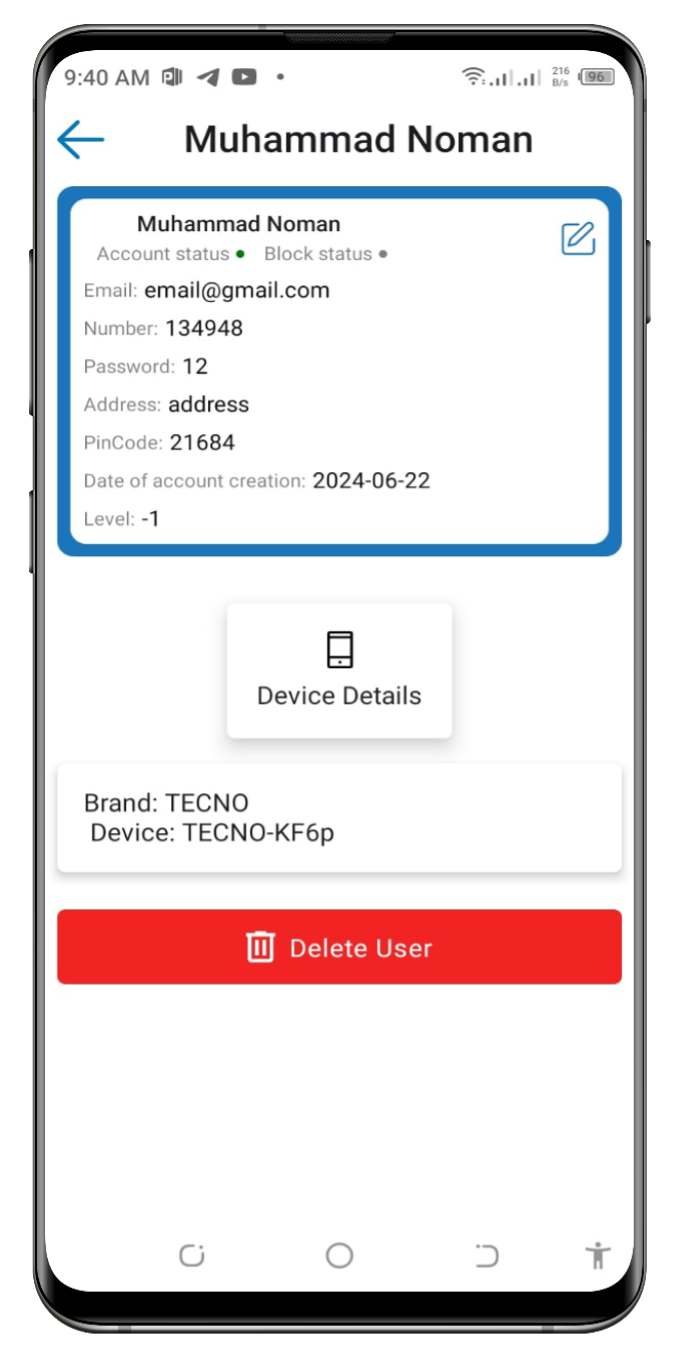 9:40 AM
216
B/s
96
Muhammad Noman
Muhammad Noman
Account status Block status
Email: email@gmail.com
Number: 134948
Password: 12
Address: address
PinCode: 21684
Date of account creation: 2024-06-22
Level: -1
Device Details
Brand: TECNO
Device: TECNO-KF6p
Delete User